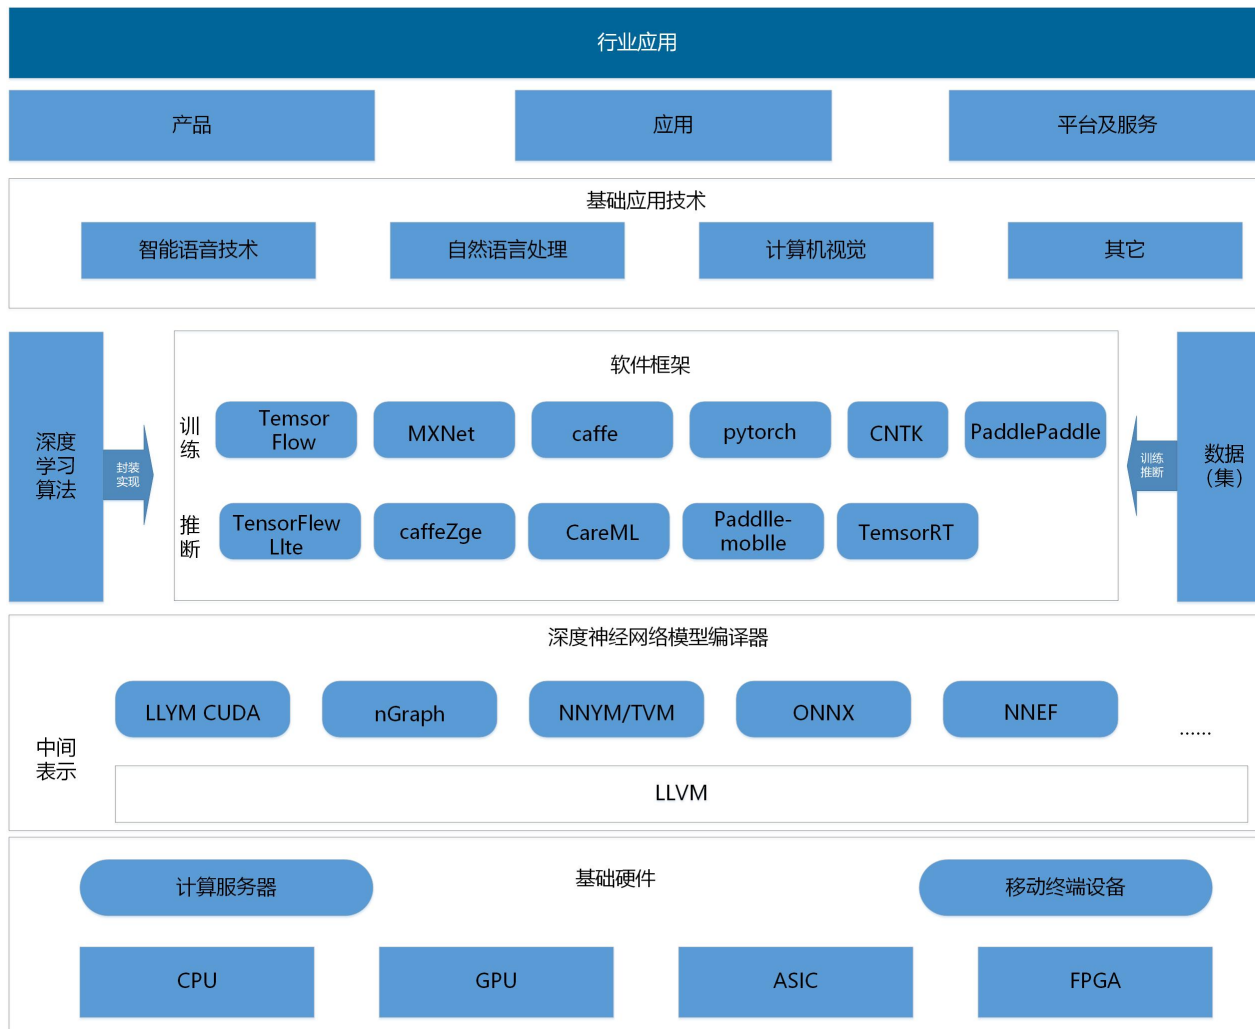 行业应用
产品
应用
平台及服务
基础应用技术
智能语音技术
自然语言处理
计算机视觉
其它
深度
学习
算法
封装
实现
软件框架
训
练
Temsor
Flow
MXNet
caffe
pytorch
CNTK
PaddlePaddle
推
断
TensorFlew
Llte
caffeZge
CareML
Paddlle-
moblle
TemsorRT
训练
推断
数据
（集）
深度神经网络模型编译器
中间
表示
LLYM CUDA
nGraph
NNYM/TVM
ONNX
NNEF
......
LLVM
基础硬件
计算服务器
移动终端设备
CPU
GPU
ASIC
FPGA